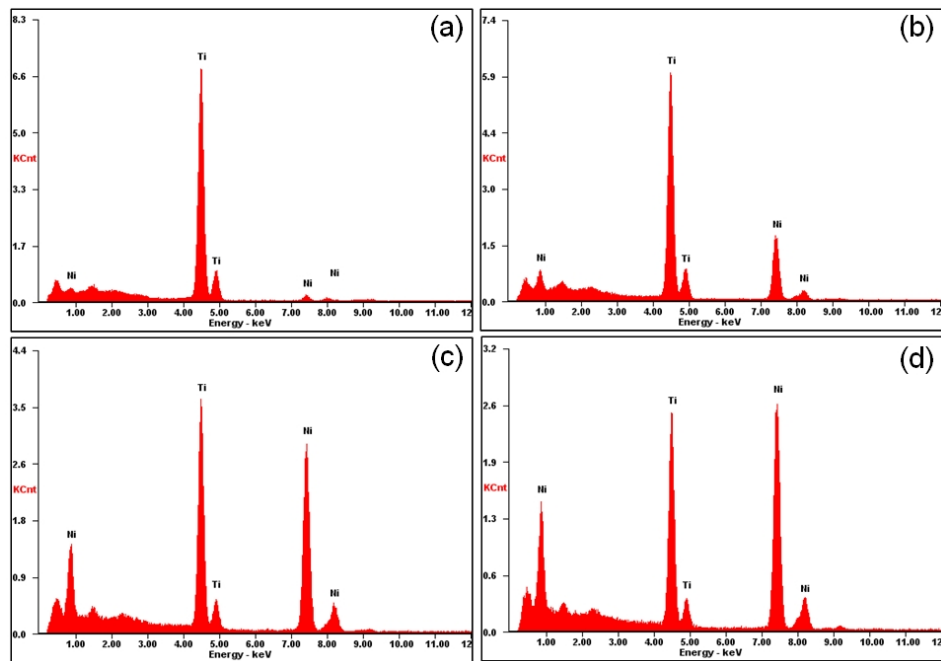 (a)
8.3
6.6
5.0
KCnt
3.3
1.7
0.0
Ti
Ni
Ti
Ni
Ni
1.00 2.00 3.00 4.00 5.00 6.00 7.00 8.00 9.00 10.00 11.00 12
Energy - keV
(b)
7.4
5.9
4.4
KCnt
3.0
1.5
0.0
Ti
Ni
Ti
Ni
Ni
1.00 2.00 3.00 4.00 5.00 6.00 7.00 8.00 9.00 10.00 11.00 12
Energy - keV
(c)
4.4
3.5
2.6
KCnt
1.8
0.9
0.0
Ti
Ni
Ti
Ni
Ni
1.00 2.00 3.00 4.00 5.00 6.00 7.00 8.00 9.00 10.00 11.00 12
Energy - keV
(d)
3.2
2.6
1.9
KCnt
1.3
0.6
0.0
Ni
Ti
Ti
Ni
Ni
1.00 2.00 3.00 4.00 5.00 6.00 7.00 8.00 9.00 10.00 11.00 12
Energy - keV